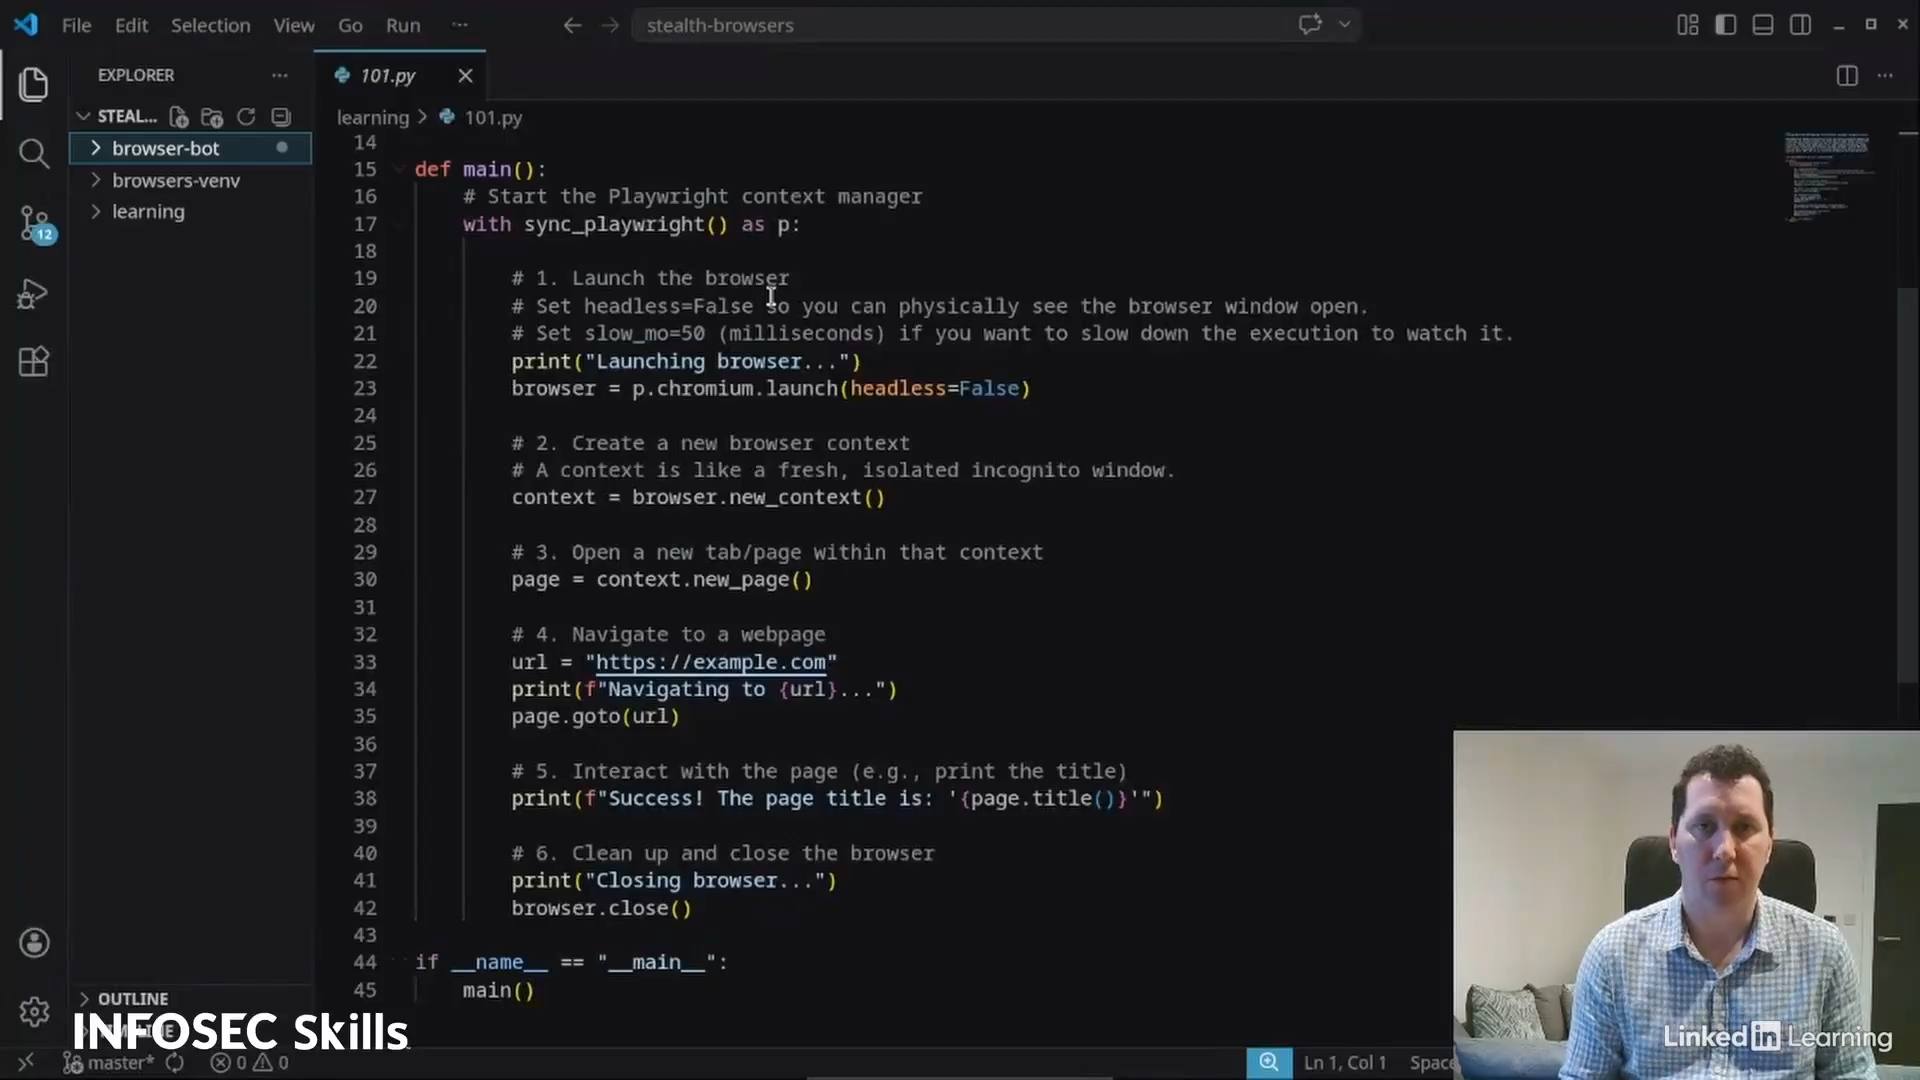 File Edit Selection View Go Run ···
stealth-browsers
EXPLORER
STEAL...
browser-bot
browsers-venv
learning
12
OUTLINE
101.py
learning > 101.py
14
15 def main():
16 # Start the Playwright context manager
17 with sync_playwright() as p:
18
19 # 1. Launch the browser
20 # Set headless=False so you can physically see the browser window open.
21 # Set slow_mo=50 (milliseconds) if you want to slow down the execution to watch it.
22 print("Launching browser...")
23 browser = p.chromium.launch(headless=False)
24
25 # 2. Create a new browser context
26 # A context is like a fresh, isolated incognito window.
27 context = browser.new_context()
28
29 # 3. Open a new tab/page within that context
30 page = context.new_page()
31
32 # 4. Navigate to a webpage
33 url = "https://example.com"
34 print(f"Navigating to {url}...")
35 page.goto(url)
36
37 # 5. Interact with the page (e.g., print the title)
38 print(f"Success! The page title is: '{page.title()}'")
39
40 # 6. Clean up and close the browser
41 print("Closing browser...")
42 browser.close()
43
44 if __name__ == "__main__":
45 main()
INFOSEC Skills
master* 0 0
Ln 1, Col 1 Space
Linked in Learning